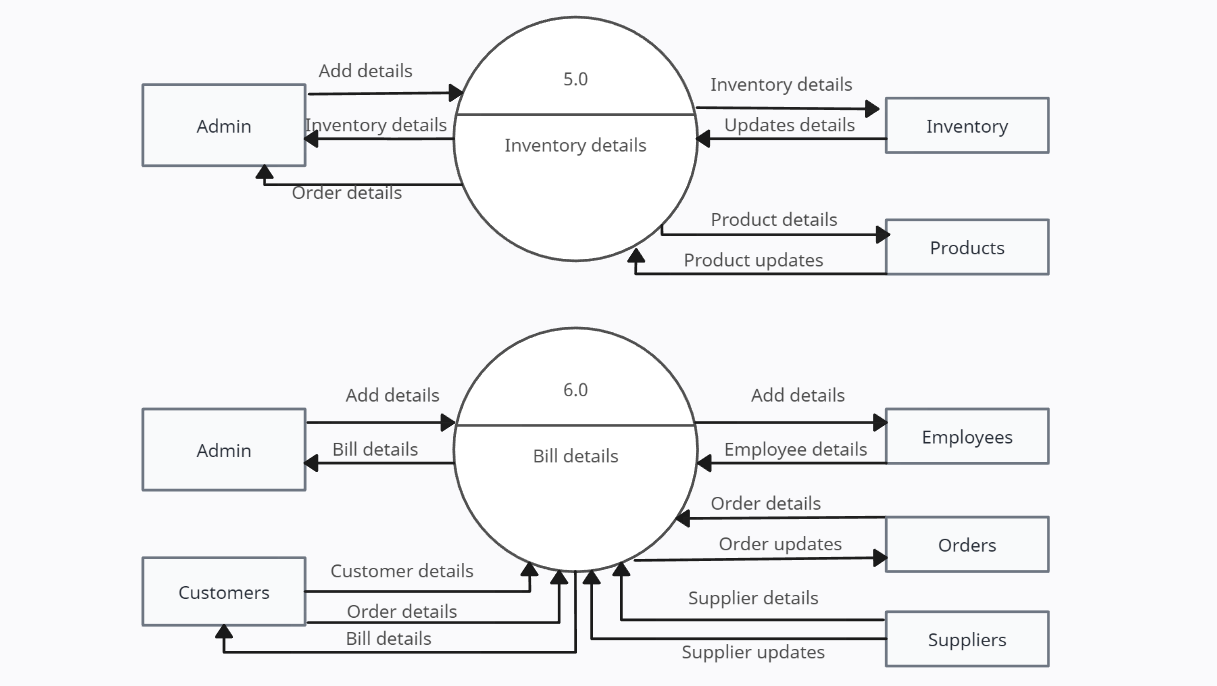 Add details
5.0
Inventory details
Admin
Inventory details
Updates details
Inventory
Inventory details
Order details
Product details
Products
Product updates
6.0
Add details
Add details
Employees
Admin
Bill details
Bill details
Employee details
Order details
Order updates
Orders
Customer details
Customers
Supplier details
Order details
Bill details
Suppliers
Supplier updates